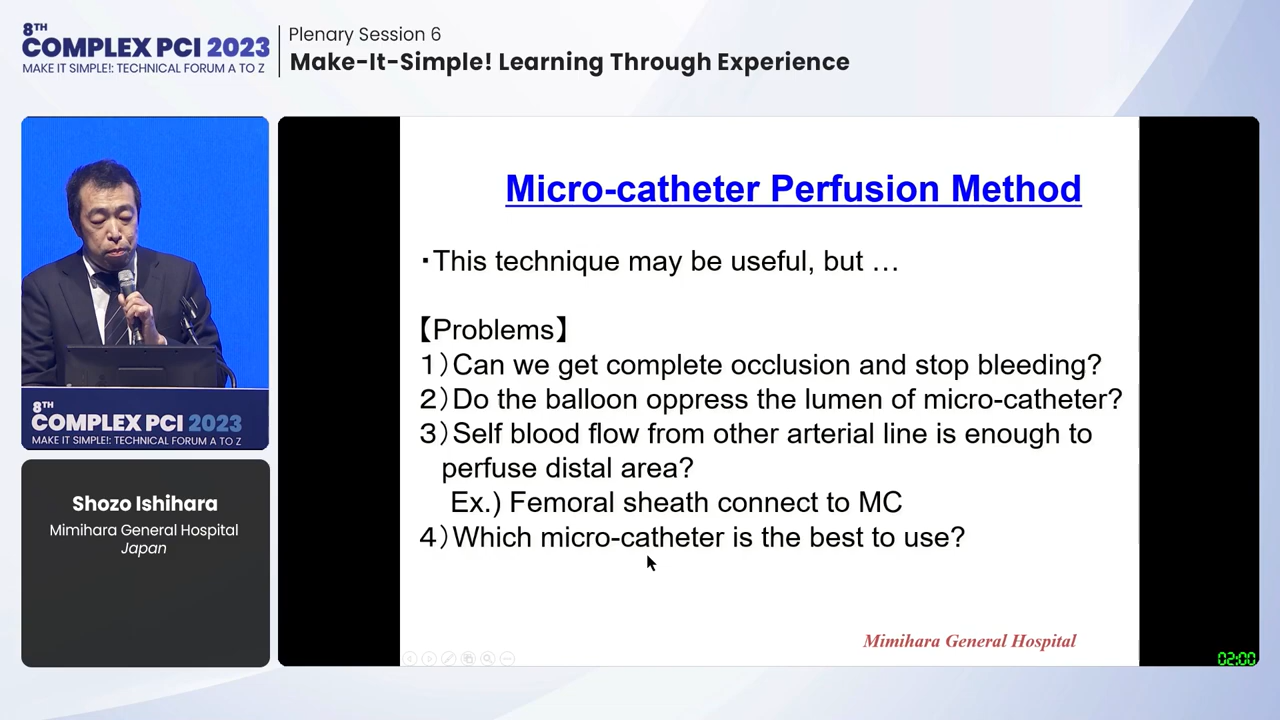 8TH
COMPLEX PCI 2023
MAKE IT SIMPLE!: TECHNICAL FORUM A TO Z
Plenary Session 6
Make-It-Simple! Learning Through Experience
Micro-catheter Perfusion Method
・This technique may be useful, but …
【Problems】
１）Can we get complete occlusion and stop bleeding?
２）Do the balloon oppress the lumen of micro-catheter?
３）Self blood flow from other arterial line is enough to
perfuse distal area?
Ex.) Femoral sheath connect to MC
４）Which micro-catheter is the best to use?
Mimihara General Hospital
02:00
8TH
COMPLEX PCI 2023
MAKE IT SIMPLE!: TECHNICAL FORUM A TO Z
Shozo Ishihara
Mimihara General Hospital
Japan